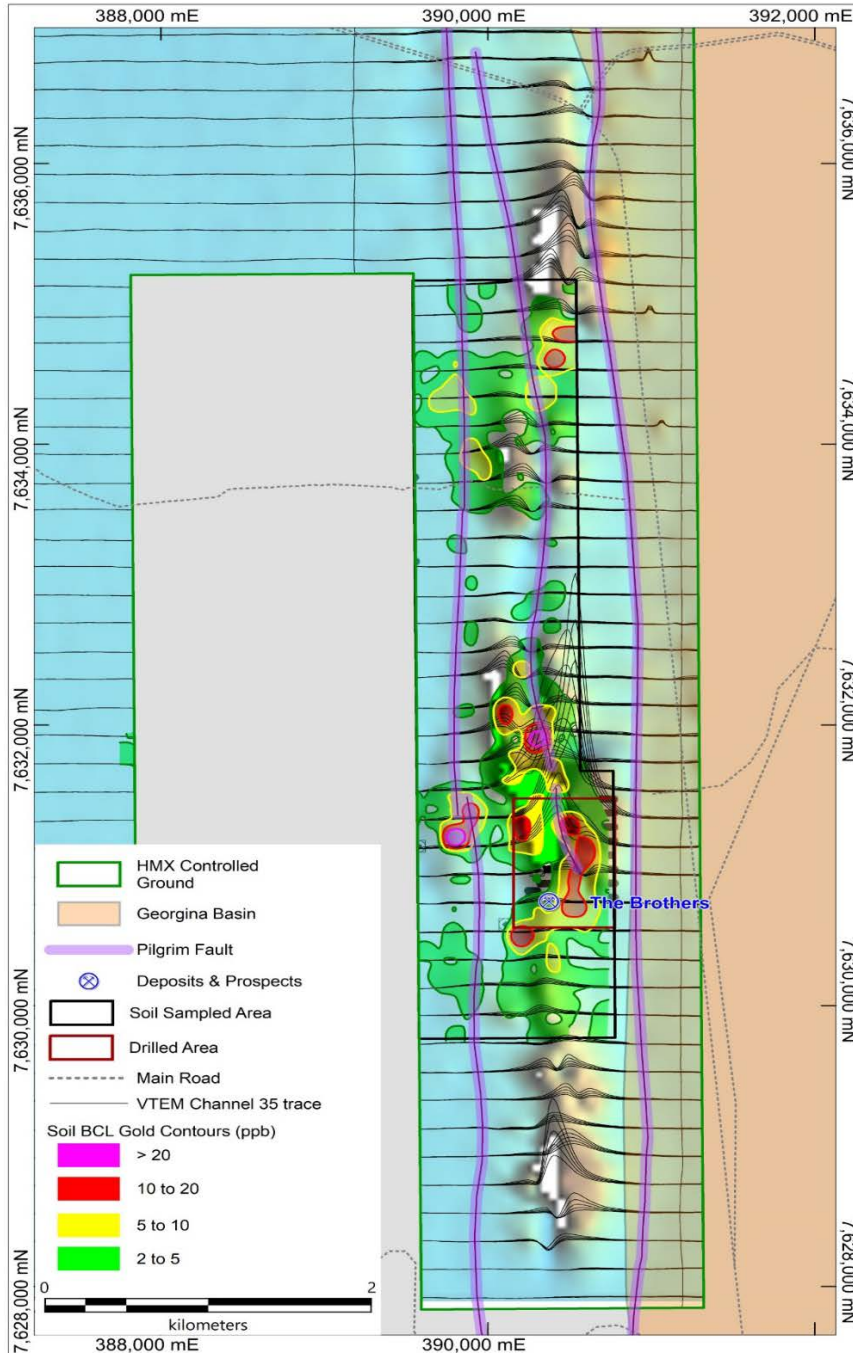 388,000 mE
390,000 mE
392,000 mE
7,636,000 mN
7,636,000 mN
7,634,000 mN
7,634,000 mN
7,632,000 mN
7,632,000 mN
The Brothers
7,630,000 mN
7,630,000 mN
7,628,000 mN
7,628,000 mN
HMX Controlled
Ground
Georgina Basin
Pilgrim Fault
Deposits & Prospects
Soil Sampled Area
Drilled Area
Main Road
VTEM Channel 35 trace
Soil BCL Gold Contours (ppb)
> 20
10 to 20
5 to 10
2 to 5
0
2
kilometers
388,000 mE
390,000 mE